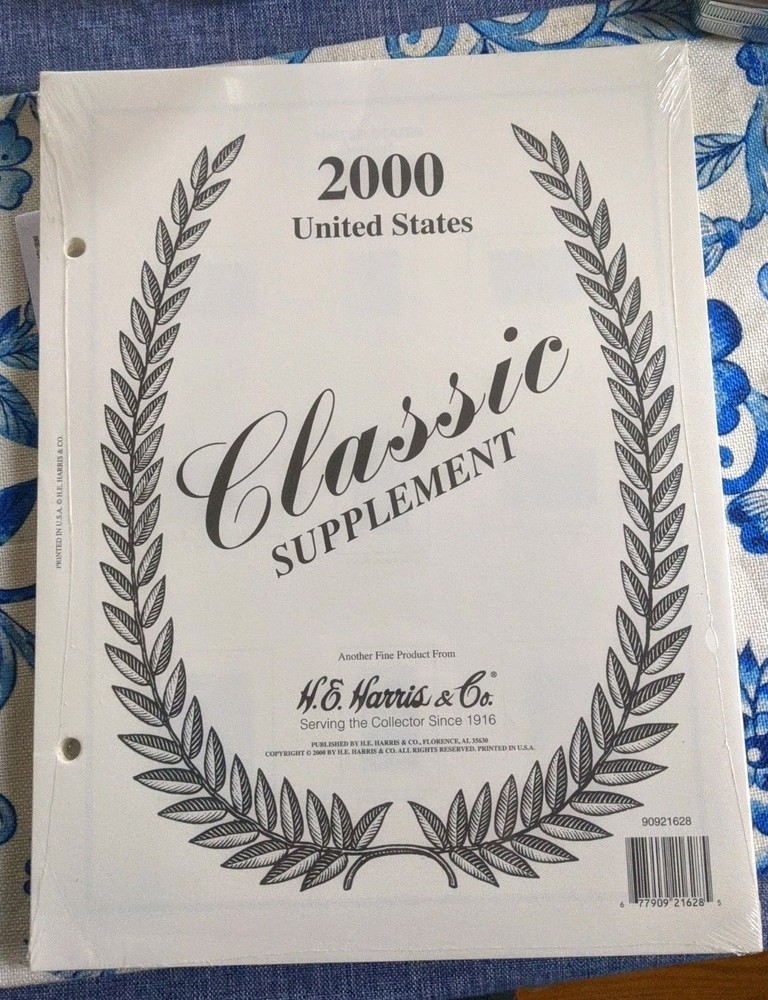 2000
United States
Classic
SUPPLEMENT
PRINTED IN U.S.A. © H.E. HARRIS & CO.
Another Fine Product From
H.E. Harris & Co.®
Serving the Collector Since 1916
PUBLISHED BY H.E. HARRIS & CO., FLORENCE, AL 35630
COPYRIGHT © 2000 BY H.E. HARRIS & CO. ALL RIGHTS RESERVED. PRINTED IN U.S.A.
90921628
6 77909 21628 5